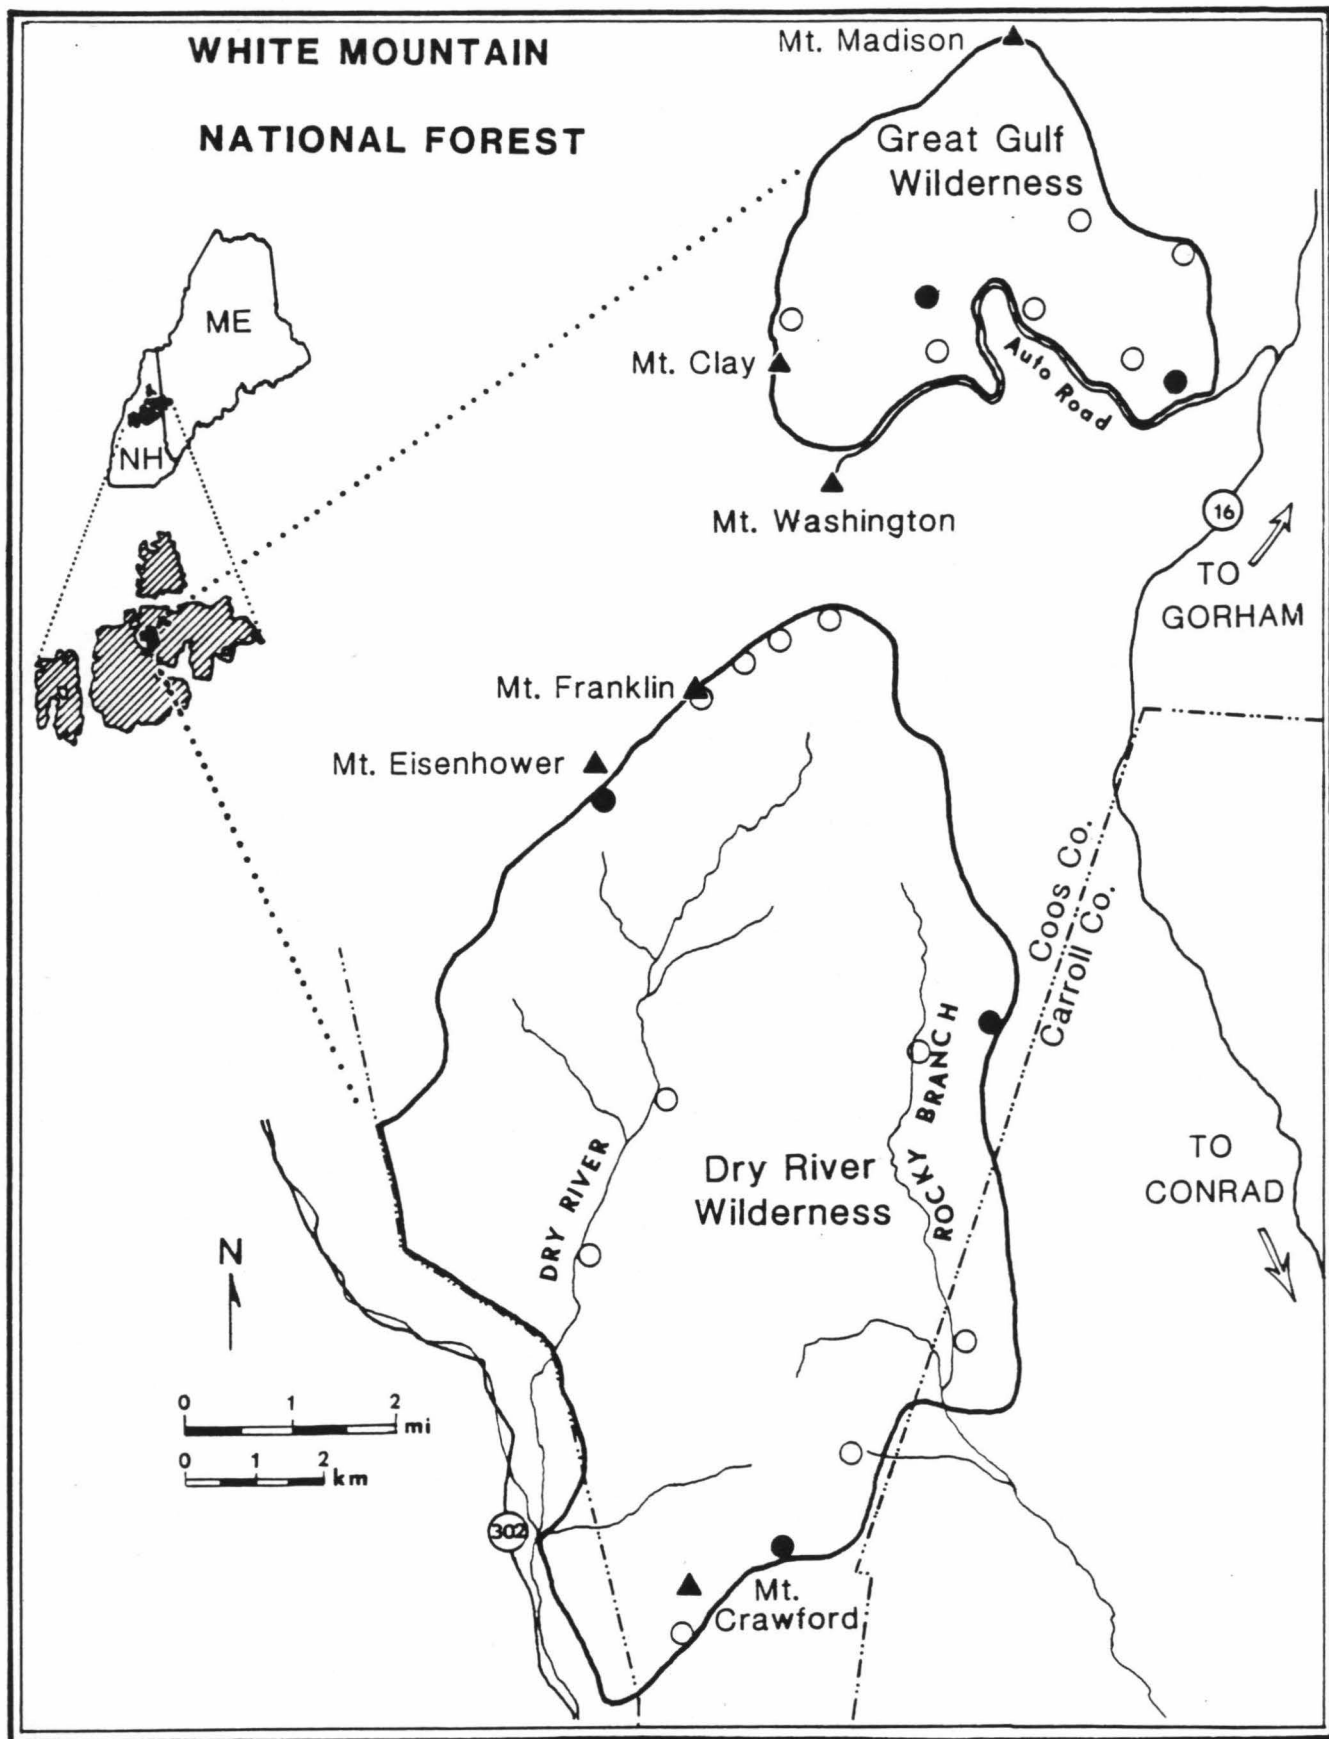 WHITE MOUNTAIN
NATIONAL FOREST
Mt. Madison
Great Gulf
Wilderness
ME
NH
Mt. Clay
Auto Road
Mt. Washington
16
TO
GORHAM
Mt. Franklin
Mt. Eisenhower
Coos Co.
Carroll Co.
ROCKY BRANCH
DRY RIVER
Dry River
Wilderness
TO
CONRAD
N
0 1 2
mi
0 1 2
km
302
Mt.
Crawford